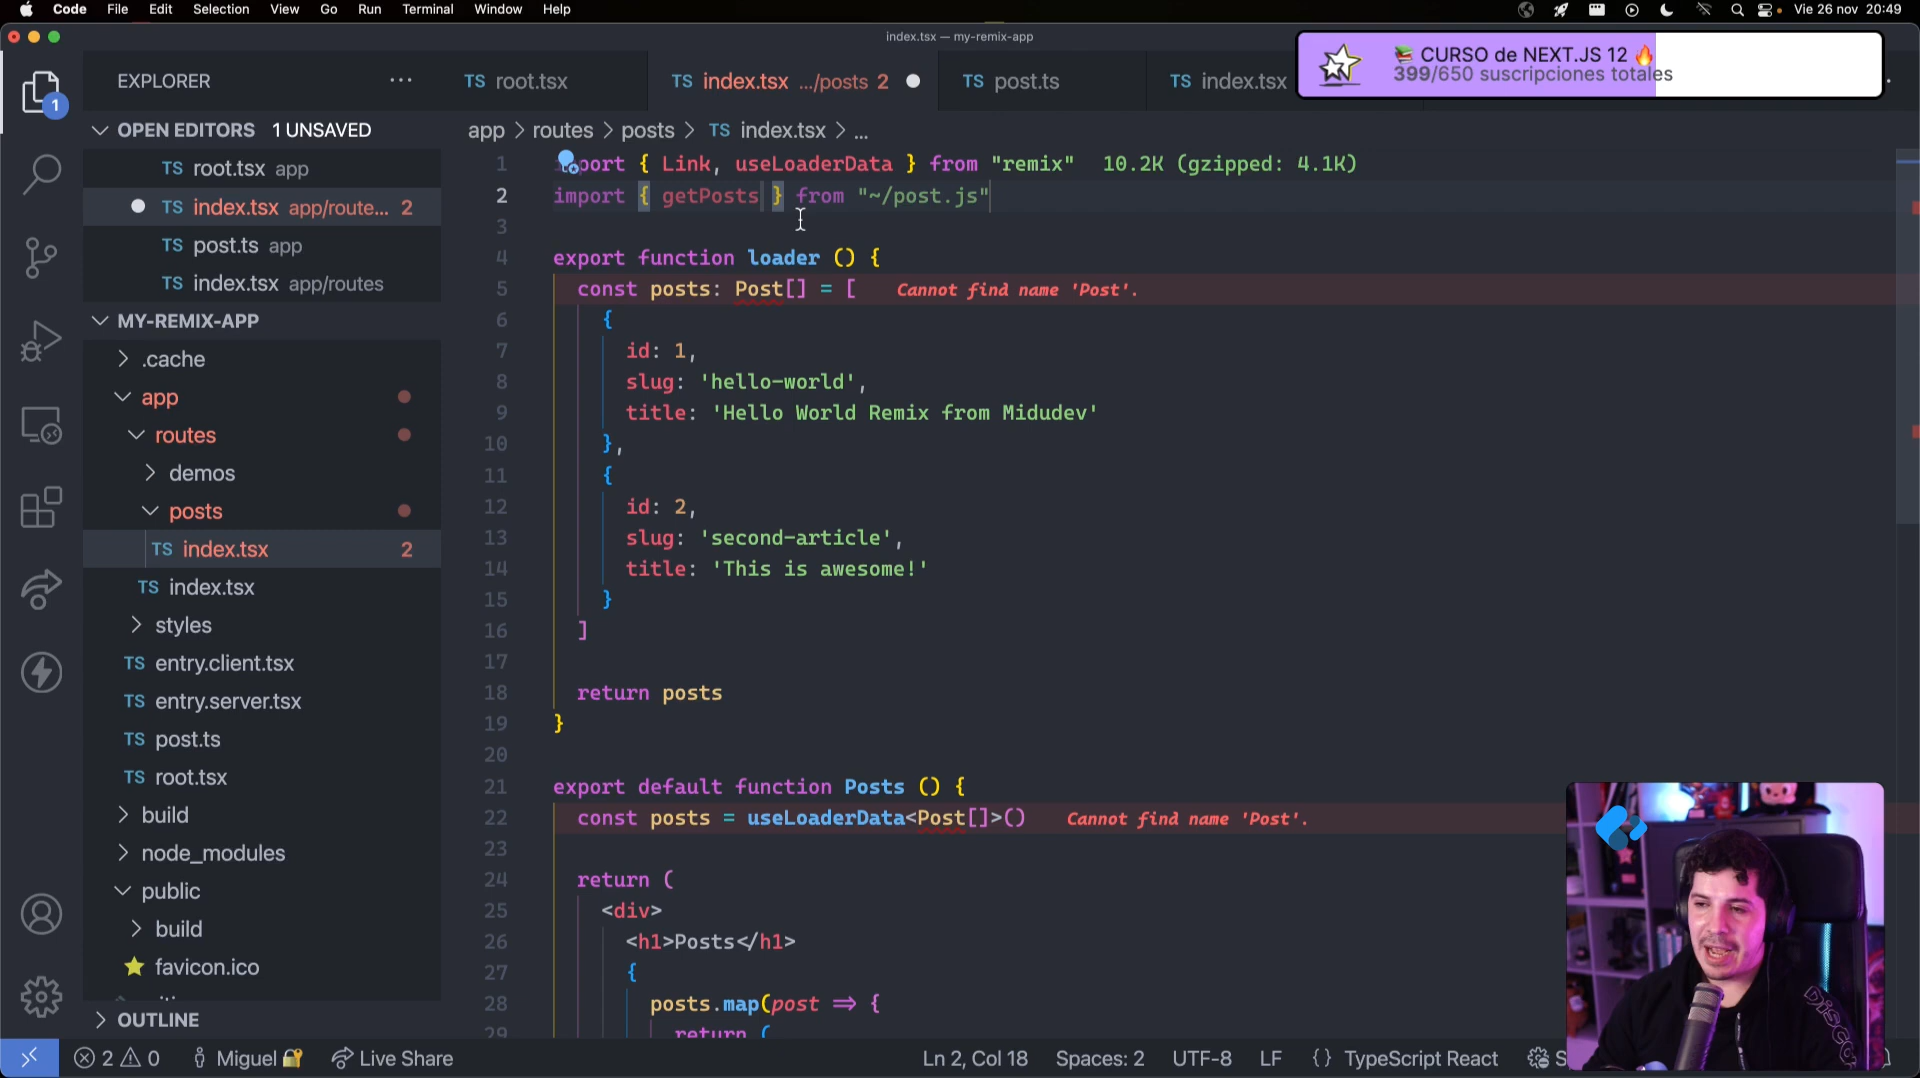 Code File Edit Selection View Go Run Terminal Window Help Vie 26 nov 20:49
index.tsx — my-remix-app
CURSO de NEXT.JS 12
399/650 suscripciones totales
EXPLORER
TS root.tsx
TS index.tsx .../posts 2
TS post.ts
TS index.tsx
1
OPEN EDITORS 1 UNSAVED
TS root.tsx app
TS index.tsx app/route... 2
TS post.ts app
TS index.tsx app/routes
MY-REMIX-APP
.cache
app
routes
demos
posts
TS index.tsx 2
TS index.tsx
styles
TS entry.client.tsx
TS entry.server.tsx
TS post.ts
TS root.tsx
build
node_modules
public
build
favicon.ico
OUTLINE
app > routes > posts > TS index.tsx > ...
1 import { Link, useLoaderData } from "remix" 10.2K (gzipped: 4.1K)
2 import { getPosts } from "~/post.js"
3
4 export function loader () {
5 const posts: Post[] = [ Cannot find name 'Post'.
6 {
7 id: 1,
8 slug: 'hello-world',
9 title: 'Hello World Remix from Midudev'
10 },
11 {
12 id: 2,
13 slug: 'second-article',
14 title: 'This is awesome!'
15 }
16 ]
17
18 return posts
19 }
20
21 export default function Posts () {
22 const posts = useLoaderData<Post[]>() Cannot find name 'Post'.
23
24 return (
25 <div>
26 <h1>Posts</h1>
27 {
28 posts.map(post => {
29 return (
2 0 Miguel Live Share Ln 2, Col 18 Spaces: 2 UTF-8 LF {} TypeScript React